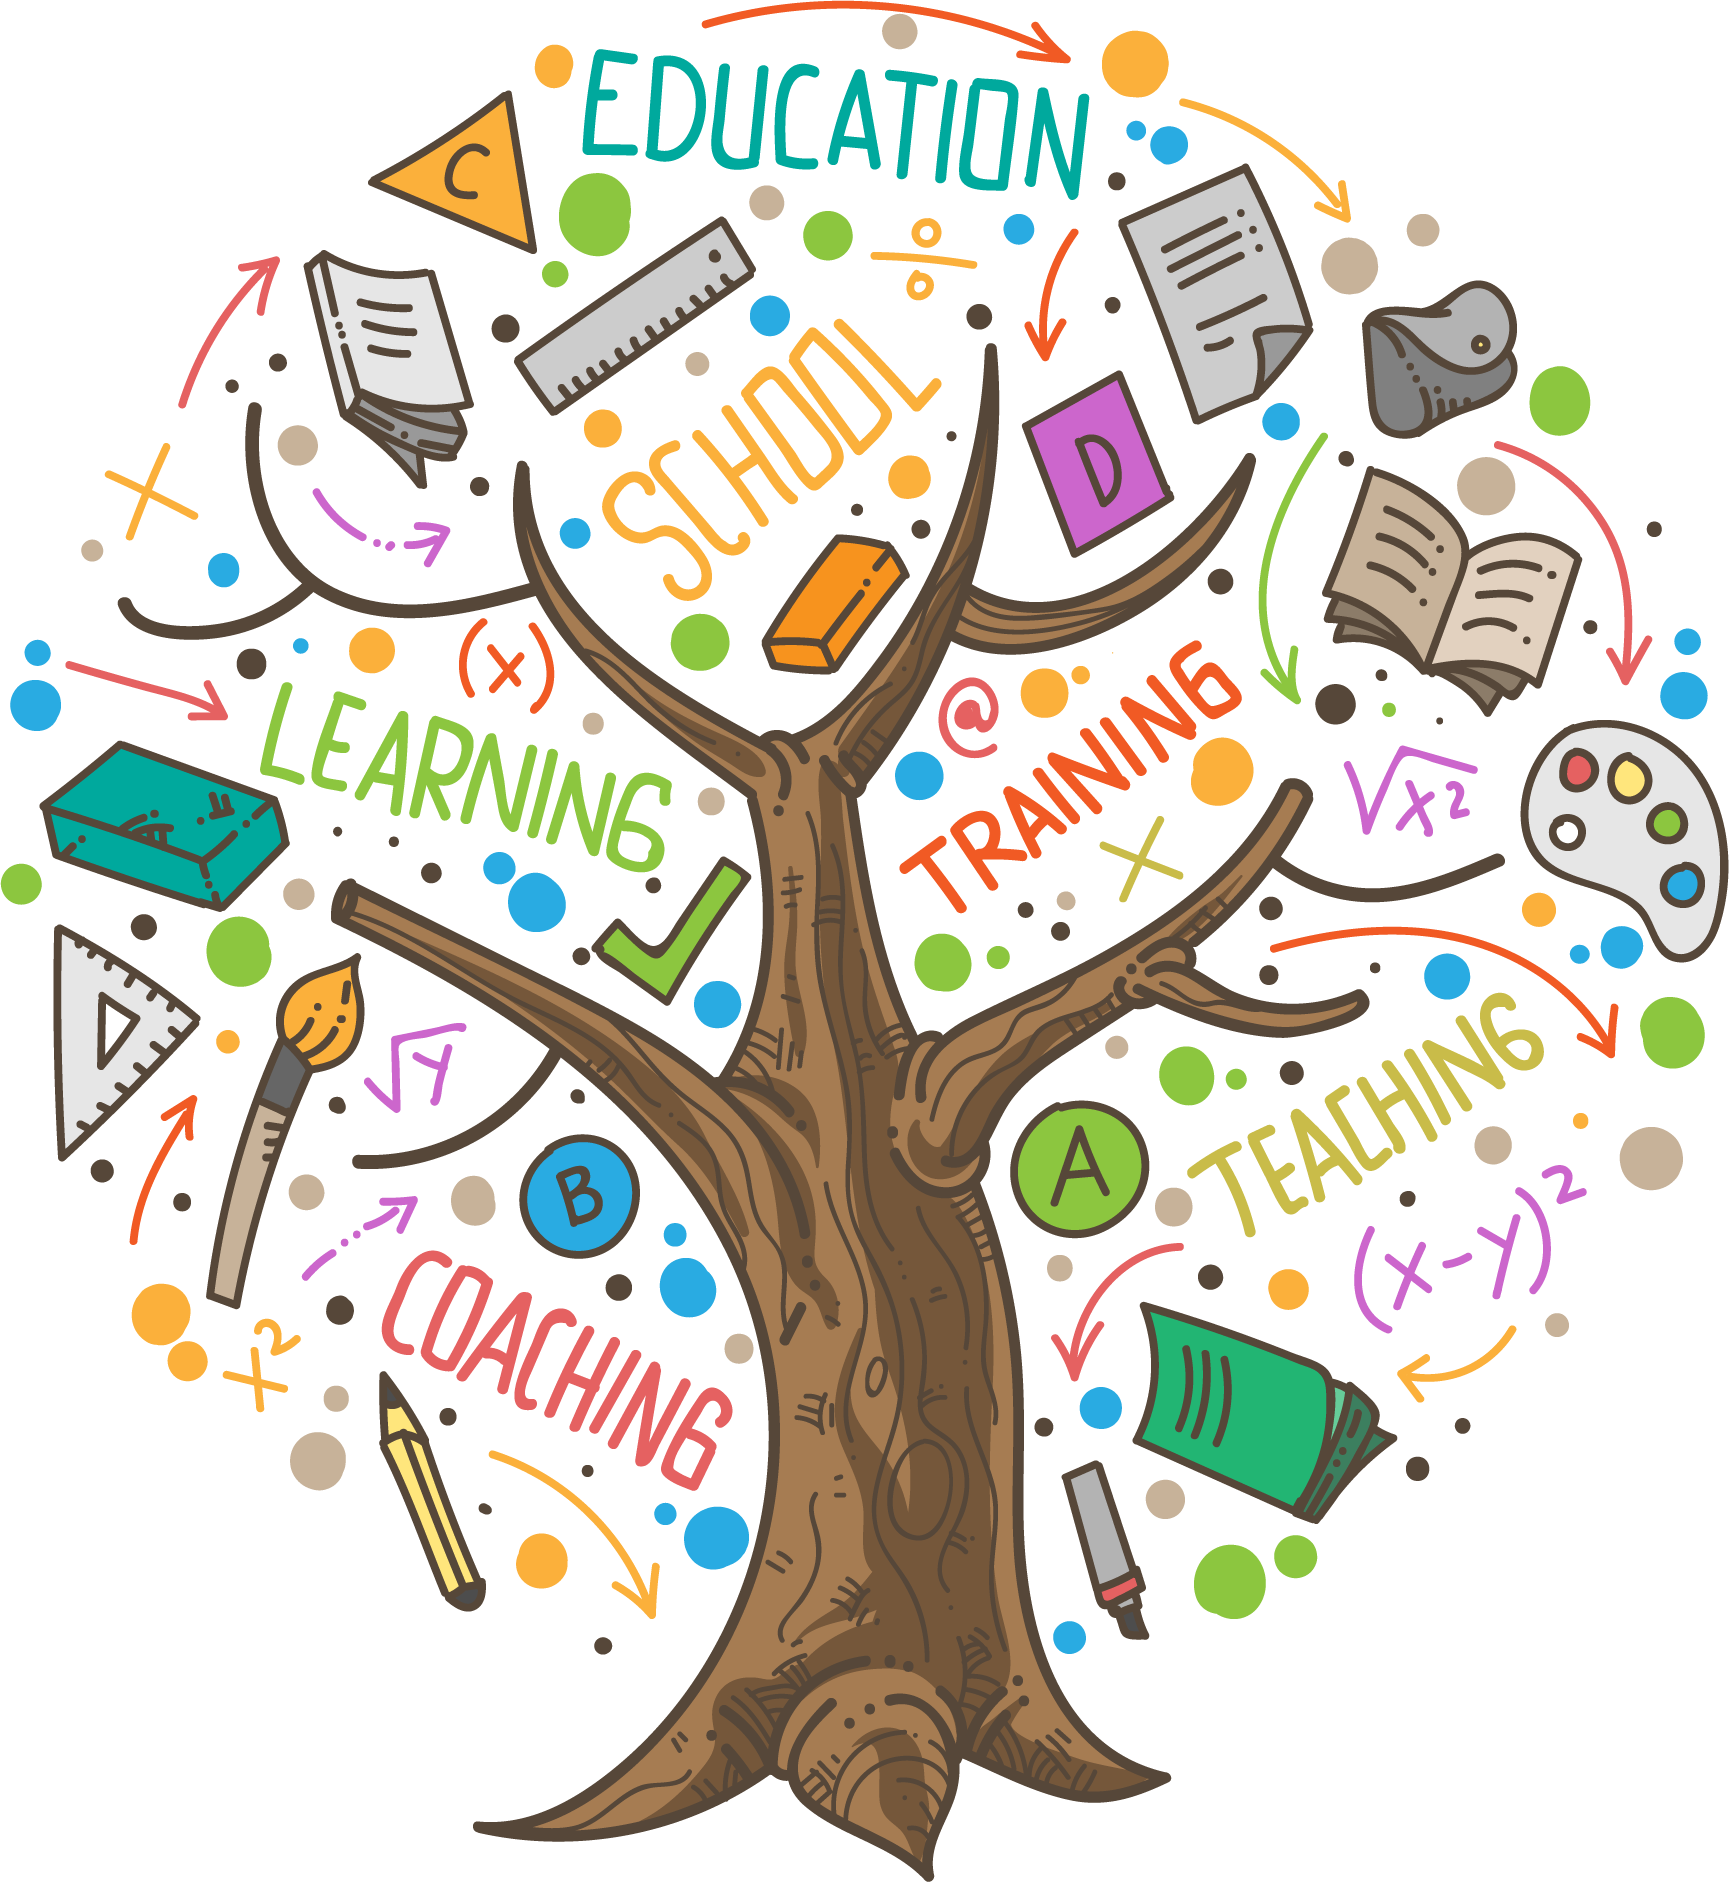 EDUCATION
C
÷
SCHOOL
D
+
(x)
LEARNING
@
TRAINING
√x²
+
√y
TEACHING
A
B
(x-y)²
COACHING
x²